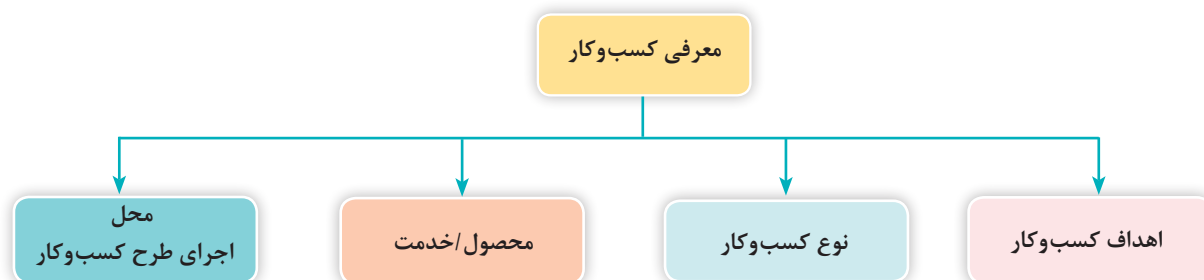 معرفی کسب‌وکار
اهداف کسب‌وکار
نوع کسب‌وکار
محصول/خدمت
محل
اجرای طرح کسب‌وکار